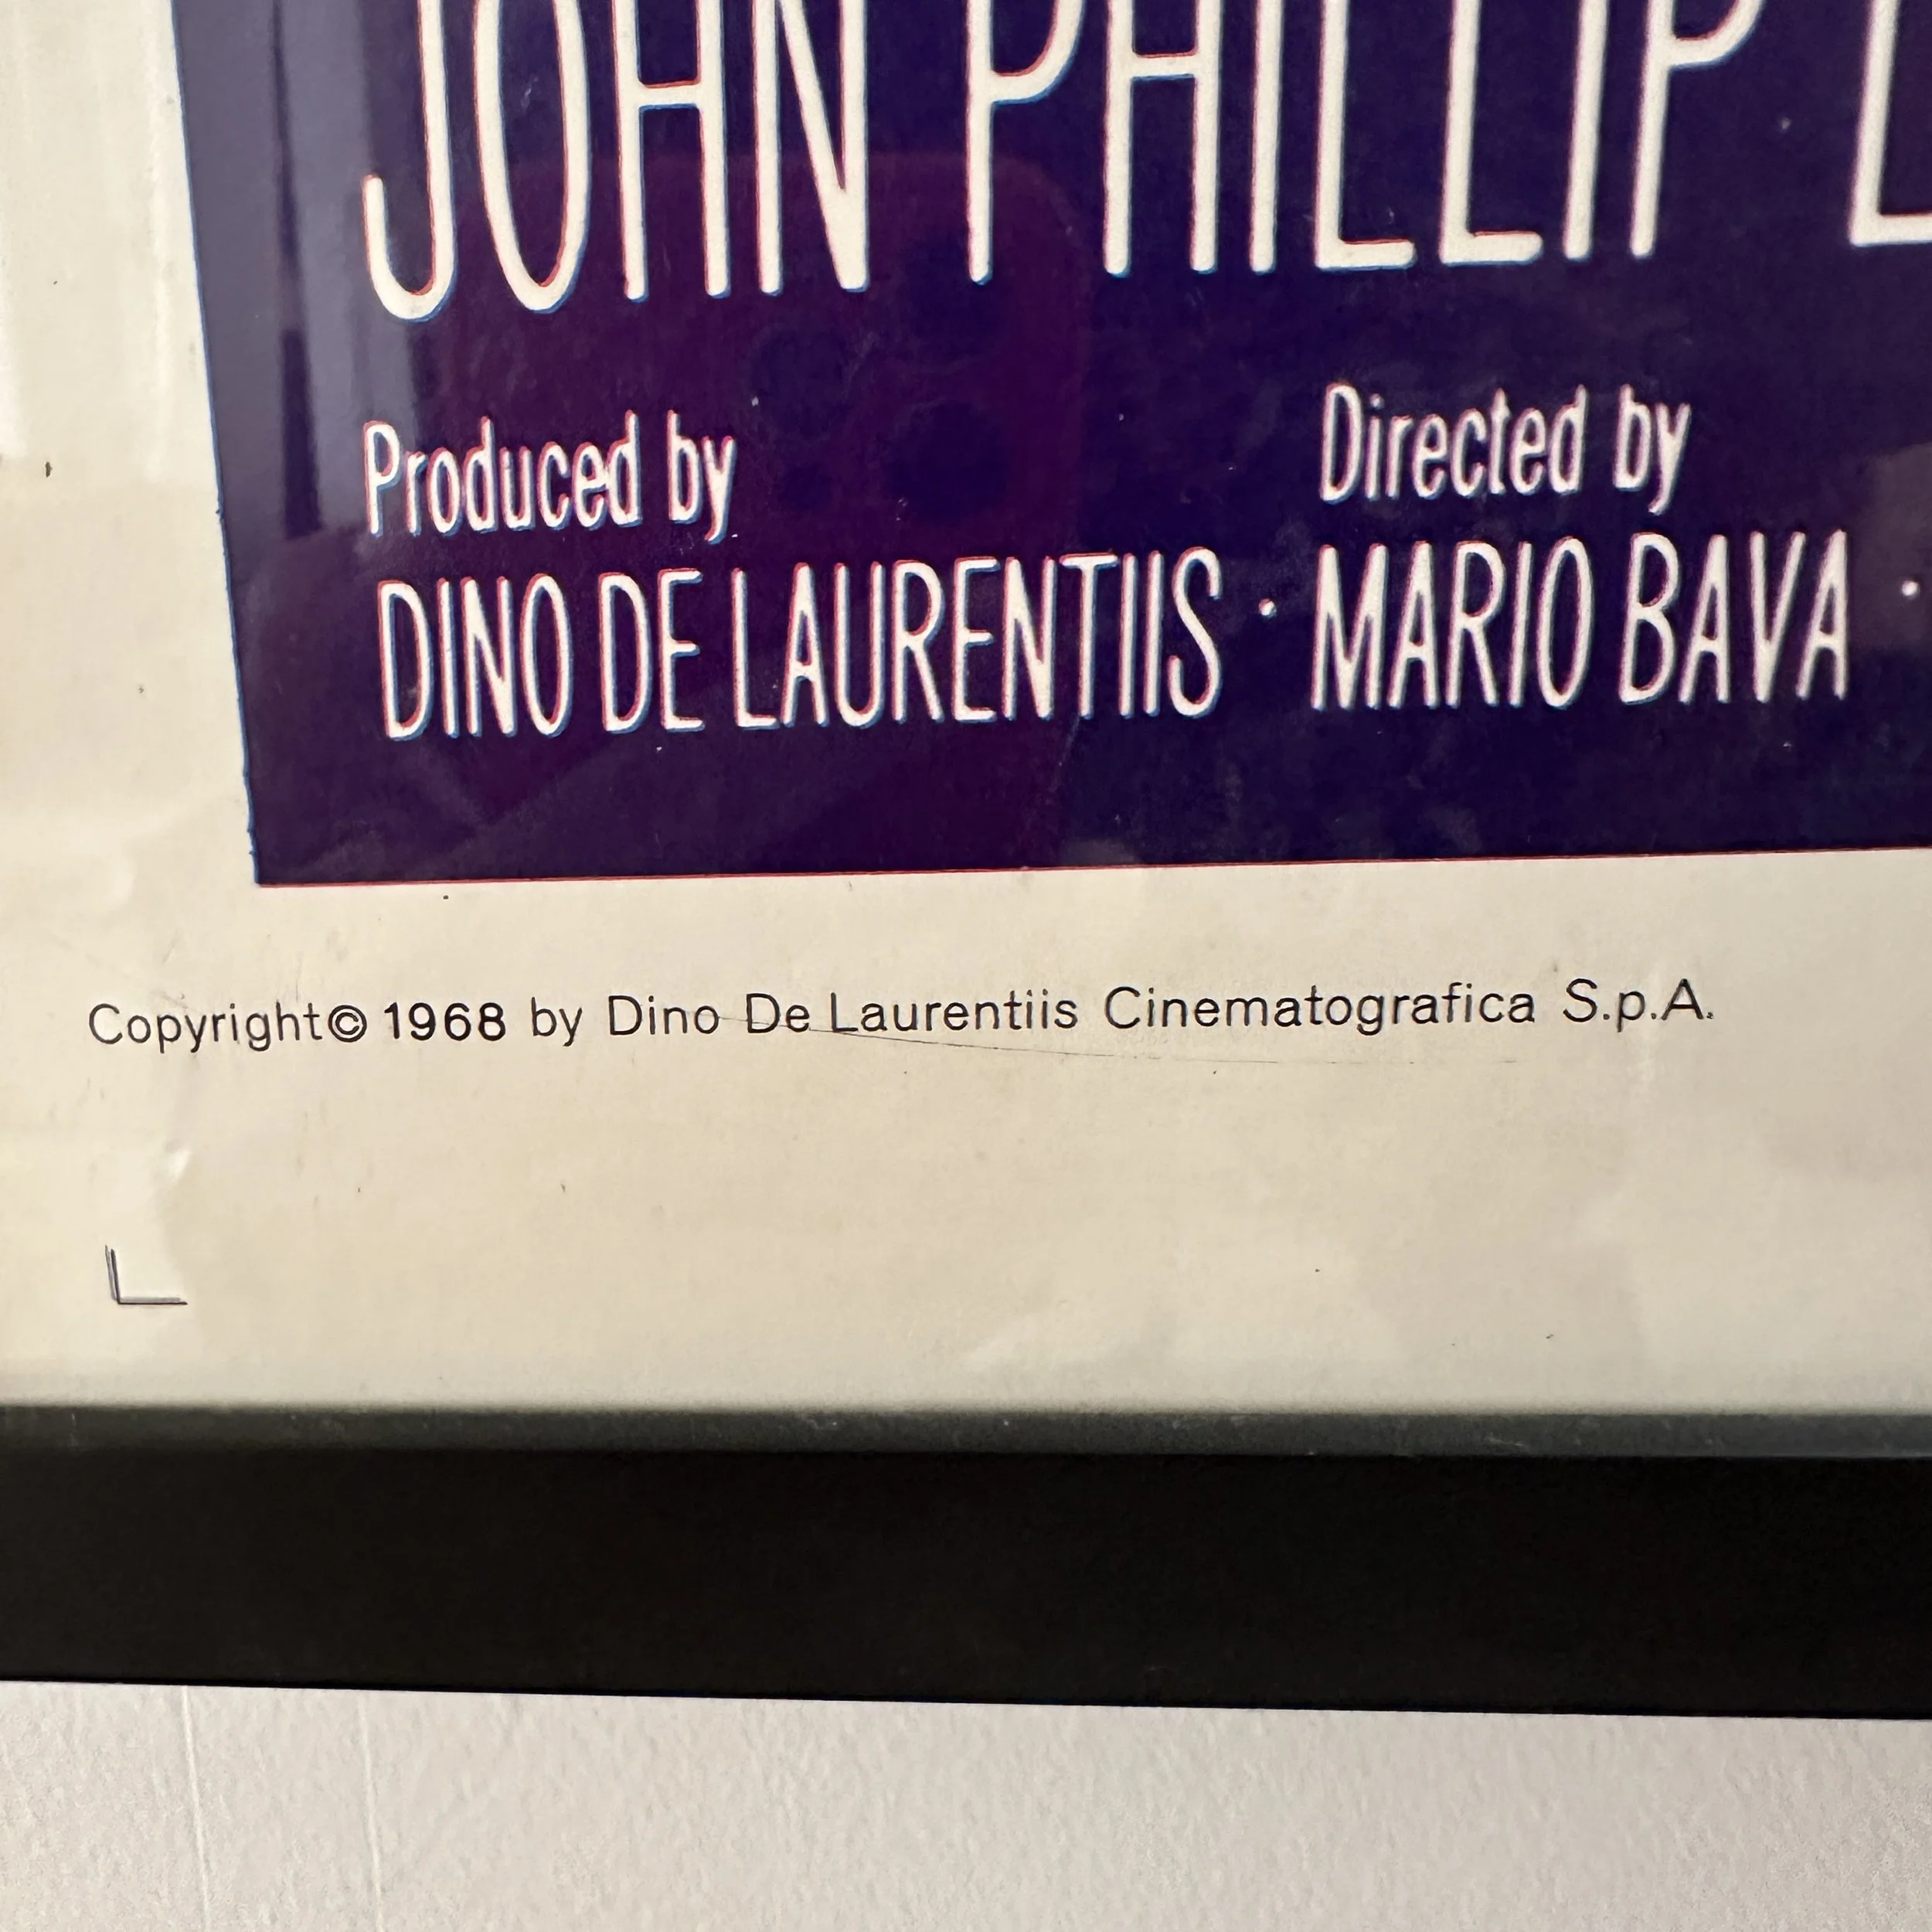 JOHN PHILLIP
Produced by
DINO DE LAURENTIIS ·
Directed by
MARIO BAVA ·
Copyright© 1968 by Dino De Laurentiis Cinematografica S.p.A.